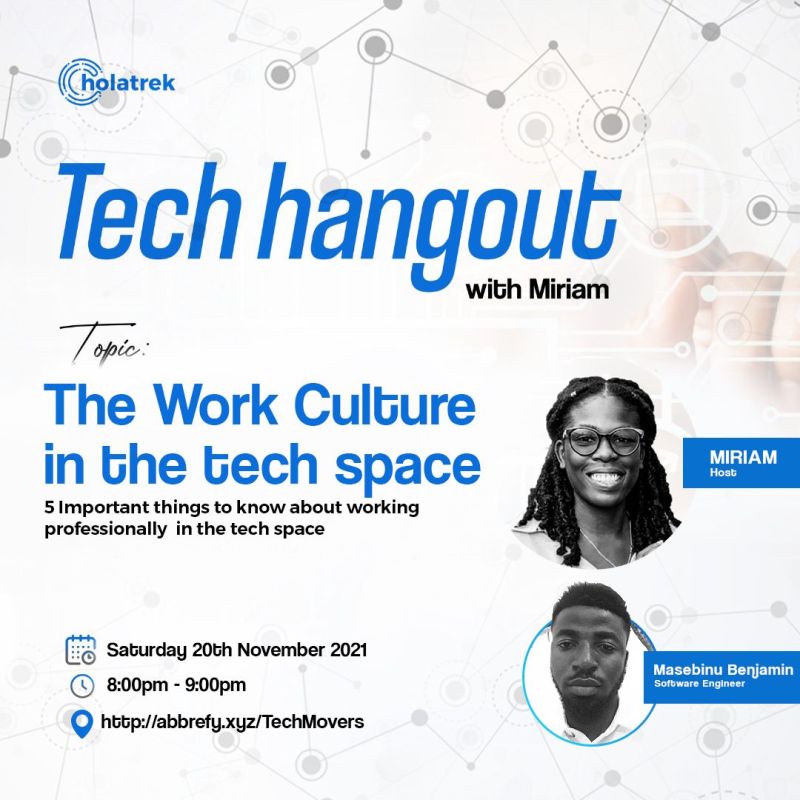 holatrek
Tech hangout
with Miriam
Topic:
The Work Culture
in the tech space
5 Important things to know about working
professionally in the tech space
MIRIAM
Host
Masebinu Benjamin
Software Engineer
Saturday 20th November 2021
8:00pm - 9:00pm
http://abbrefy.xyz/TechMovers